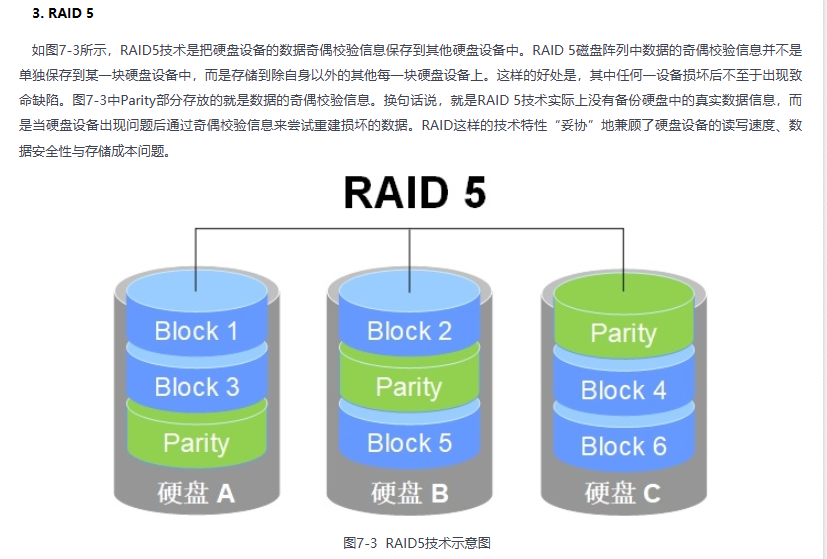 3. RAID 5
如图7-3所示，RAID5技术是把硬盘设备的数据奇偶校验信息保存到其他硬盘设备中。RAID 5磁盘阵列中数据的奇偶校验信息并不是
单独保存到某一块硬盘设备中，而是存储到除自身以外的其他每一块硬盘设备上。这样的好处是，其中任何一设备损坏后不至于出现致
命缺陷。图7-3中Parity部分存放的就是数据的奇偶校验信息。换句话说，就是RAID 5技术实际上没有备份硬盘中的真实数据信息，而
是当硬盘设备出现问题后通过奇偶校验信息来尝试重建损坏的数据。RAID这样的技术特性“妥协”地兼顾了硬盘设备的读写速度、数
据安全性与存储成本问题。
RAID 5
Block 1
Block 3
Parity
硬盘 A
Block 2
Parity
Block 5
硬盘 B
Parity
Block 4
Block 6
硬盘 C
图7-3 RAID5技术示意图